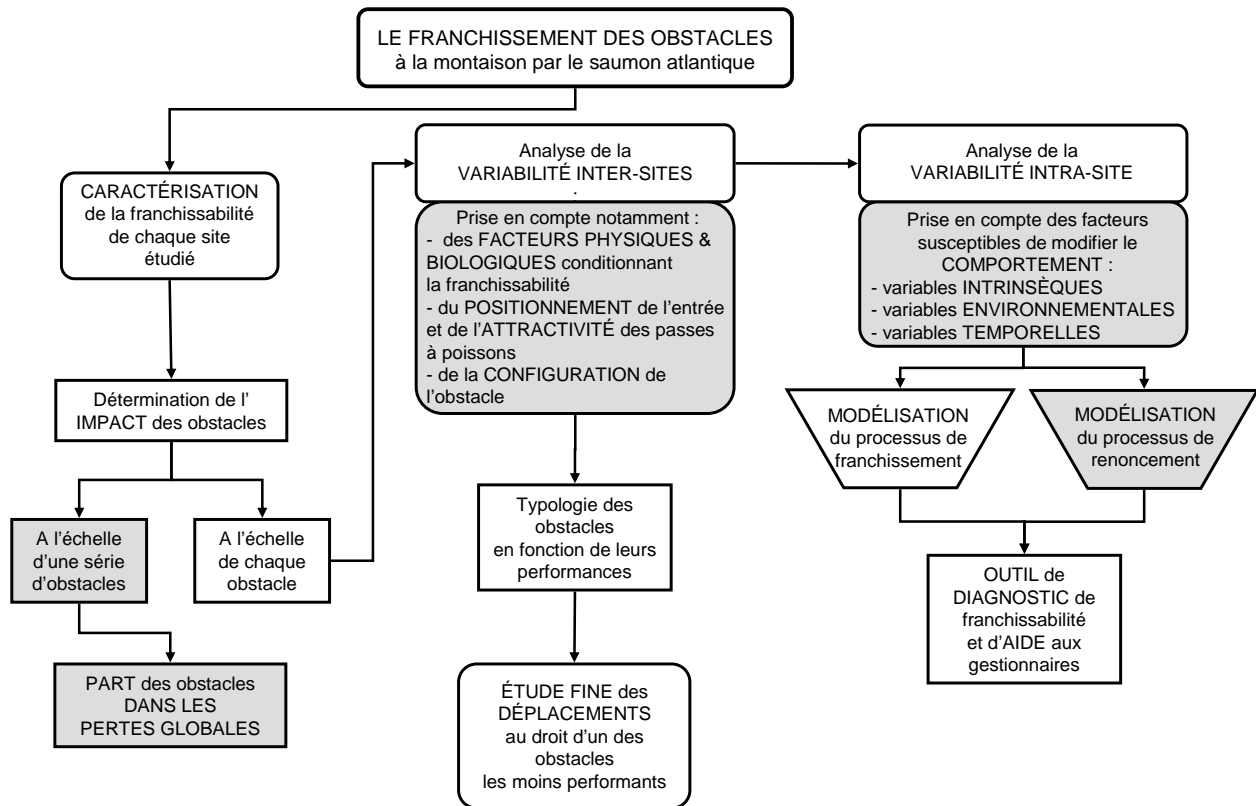 LE FRANCHISSEMENT DES OBSTACLES
à la montaison par le saumon atlantique
CARACTÉRISATION
de la franchissabilité
de chaque site
étudié
Détermination de l’
IMPACT des obstacles
A l’échelle
d’une série
d’obstacles
A l’échelle
de chaque
obstacle
PART des obstacles
DANS LES
PERTES GLOBALES
Analyse de la
VARIABILITÉ INTER-SITES
:
Prise en compte notamment :
- des FACTEURS PHYSIQUES &
BIOLOGIQUES conditionnant
la franchissabilité
- du POSITIONNEMENT de l’entrée
et de l’ATTRACTIVITÉ des passes
à poissons
- de la CONFIGURATION de
l’obstacle
Typologie des
obstacles
en fonction de leurs
performances
ÉTUDE FINE des
DÉPLACEMENTS
au droit d’un des
obstacles
les moins performants
Analyse de la
VARIABILITÉ INTRA-SITE
Prise en compte des facteurs
susceptibles de modifier le
COMPORTEMENT :
- variables INTRINSÈQUES
- variables ENVIRONNEMENTALES
- variables TEMPORELLES
MODÉLISATION
du processus de
franchissement
MODÉLISATION
du processus de
renoncement
OUTIL de
DIAGNOSTIC de
franchissabilité
et d’AIDE aux
gestionnaires